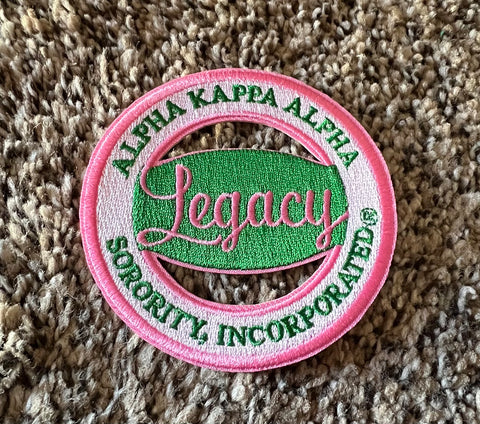 ALPHA KAPPA ALPHA
Legacy
SORORITY, INCORPORATED®